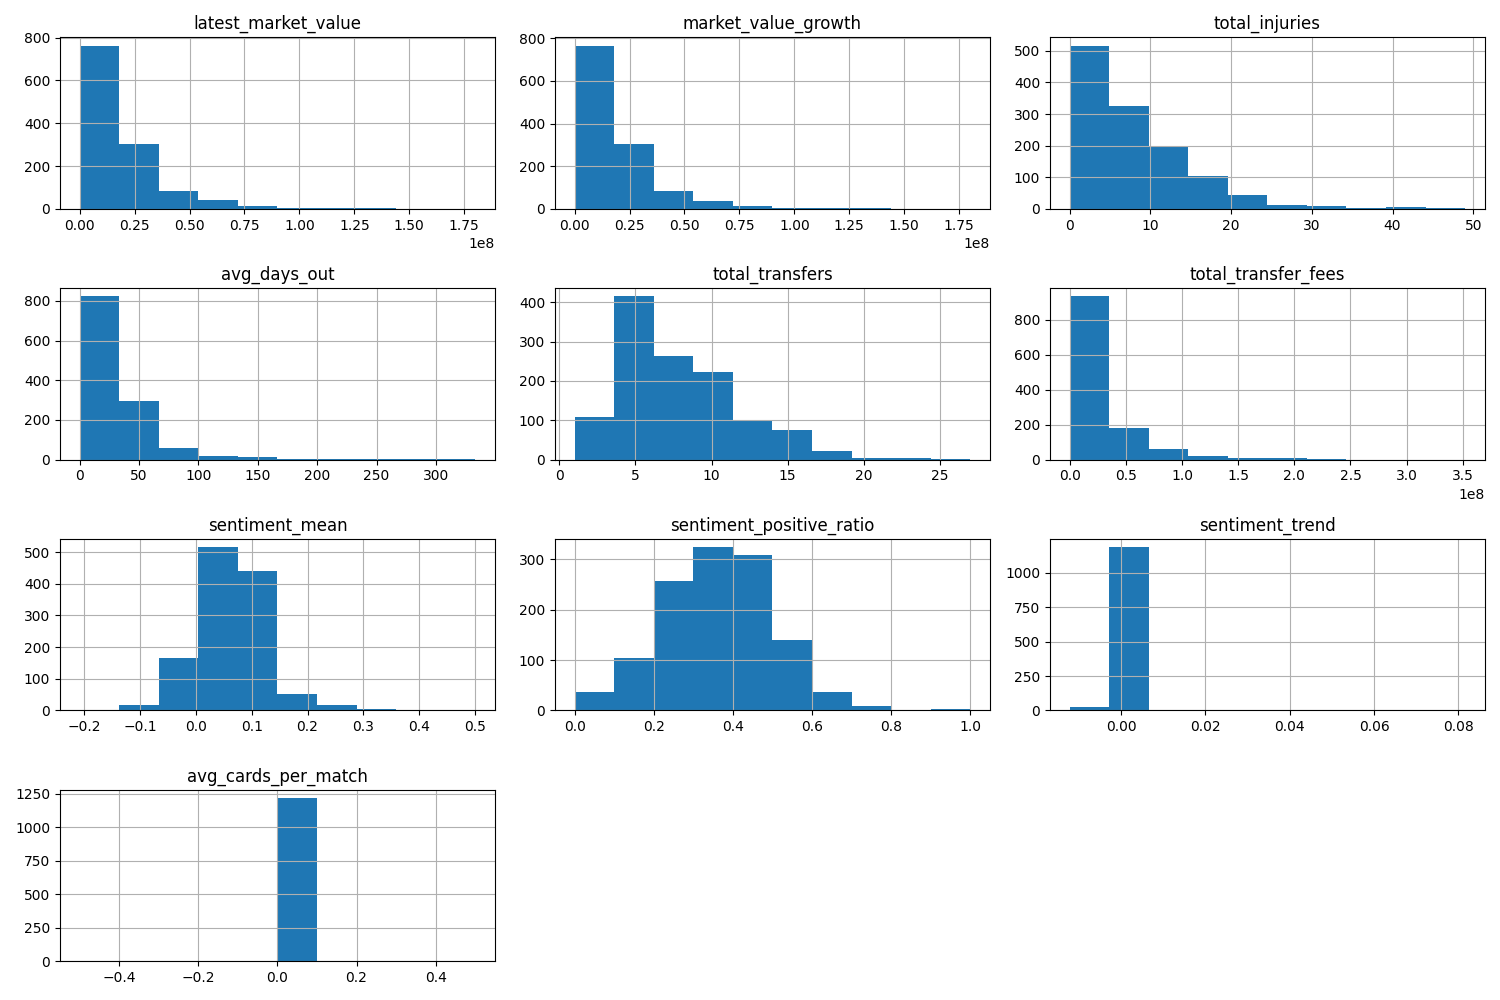 latest_market_value
800
600
400
200
0
0.00 0.25 0.50 0.75 1.00 1.25 1.50 1.75
1e8
market_value_growth
800
600
400
200
0
0.00 0.25 0.50 0.75 1.00 1.25 1.50 1.75
1e8
total_injuries
500
400
300
200
100
0
0 10 20 30 40 50
avg_days_out
800
600
400
200
0
0 50 100 150 200 250 300
total_transfers
400
300
200
100
0
0 5 10 15 20 25
total_transfer_fees
800
600
400
200
0
0.0 0.5 1.0 1.5 2.0 2.5 3.0 3.5
1e8
sentiment_mean
500
400
300
200
100
0
−0.2 −0.1 0.0 0.1 0.2 0.3 0.4 0.5
sentiment_positive_ratio
300
200
100
0
0.0 0.2 0.4 0.6 0.8 1.0
sentiment_trend
1000
750
500
250
0
0.00 0.02 0.04 0.06 0.08
avg_cards_per_match
1250
1000
750
500
250
0
−0.4 −0.2 0.0 0.2 0.4